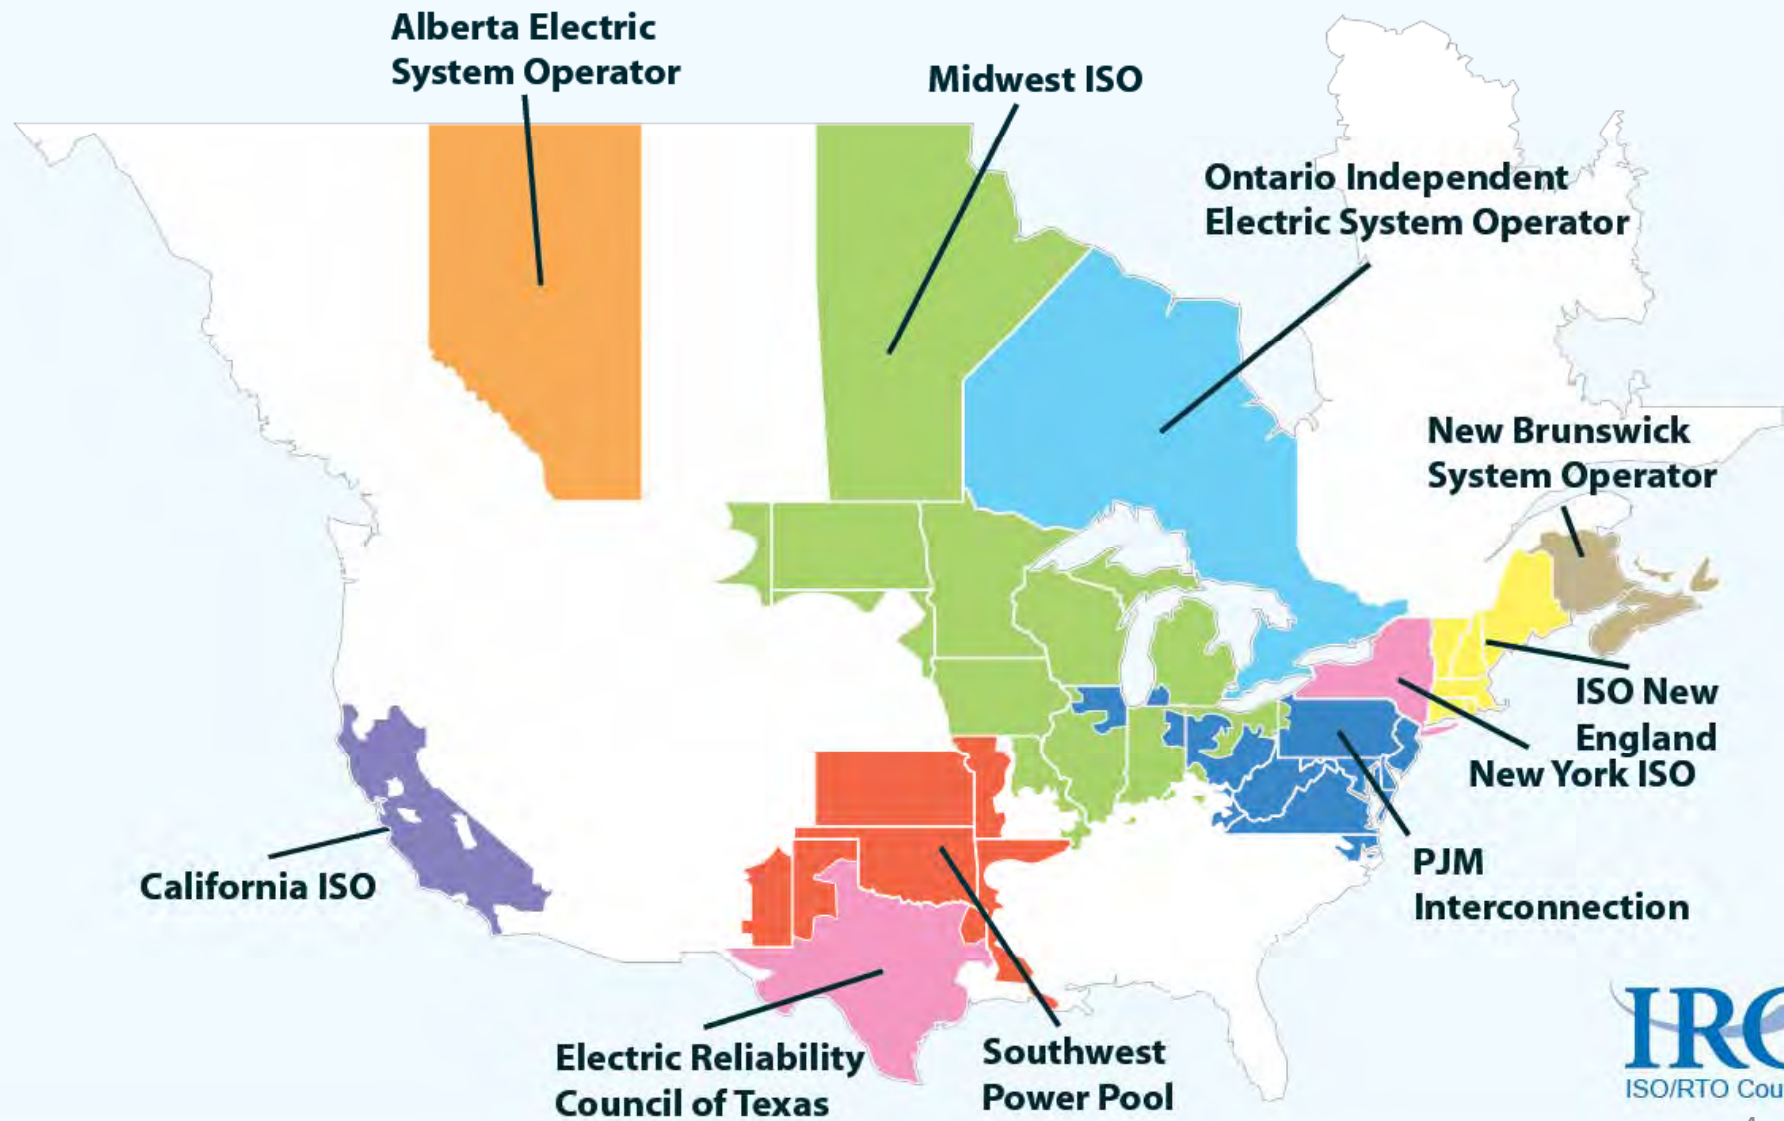 Alberta Electric
System Operator
Midwest ISO
Ontario Independent
Electric System Operator
New Brunswick
System Operator
ISO New
England
New York ISO
PJM
Interconnection
California ISO
Electric Reliability
Council of Texas
Southwest
Power Pool
IRC
ISO/RTO Cou